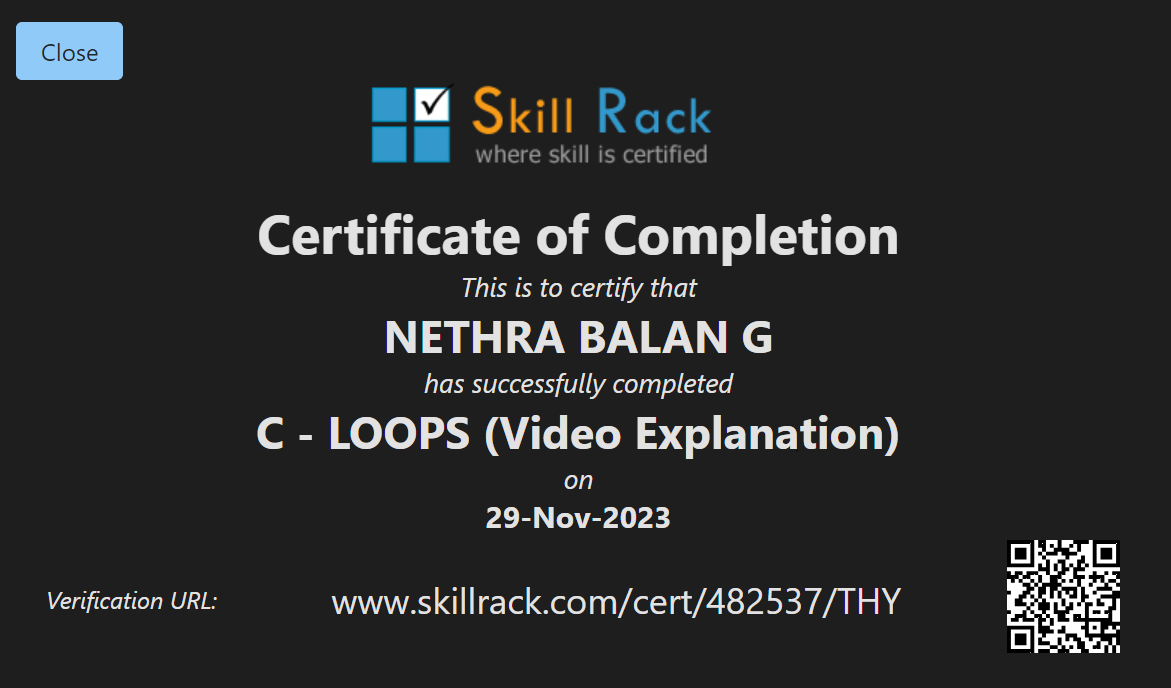 Close
Skill Rack
where skill is certified
Certificate of Completion
This is to certify that
NETHRA BALAN G
has successfully completed
C - LOOPS (Video Explanation)
on
29-Nov-2023
Verification URL: www.skillrack.com/cert/482537/THY